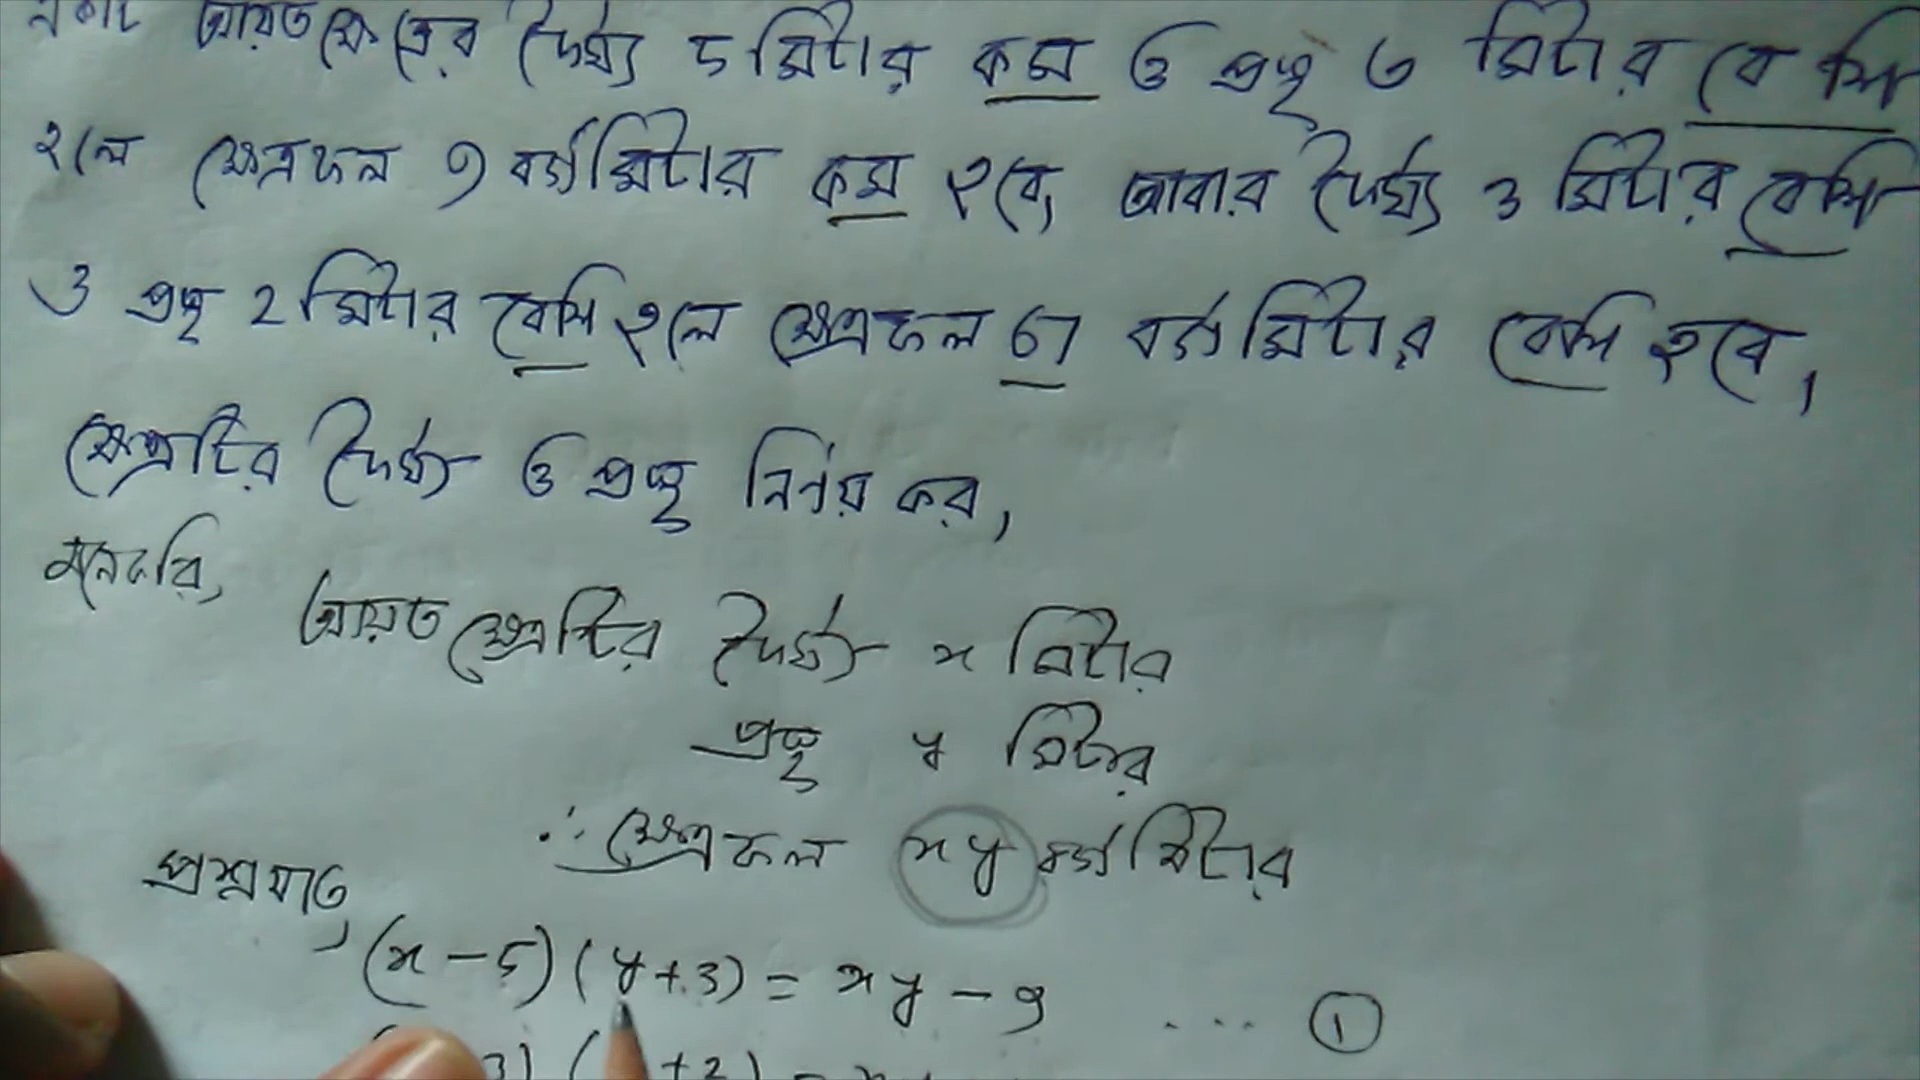 একটি আয়তক্ষেত্রের দৈর্ঘ্য 5 মিটার কম ও প্রস্থ ৩ মিটার বেশি
হলে ক্ষেত্রফল 9 বর্গমিটার কম হবে, আবার দৈর্ঘ্য 3 মিটার বেশি
ও প্রস্থ 2 মিটার বেশি হলে ক্ষেত্রফল 67 বর্গমিটার বেশি হবে,
ক্ষেত্রটির দৈর্ঘ্য ও প্রস্থ নির্ণয় কর,
মনেকরি,
আয়তক্ষেত্রটির দৈর্ঘ্য x মিটার
প্রস্থ y মিটার
∴ ক্ষেত্রফল xy বর্গমিটার
প্রশ্নমতে,
(x – 5) (y + 3) = xy – 9 ... ①
3) ( + 2) =